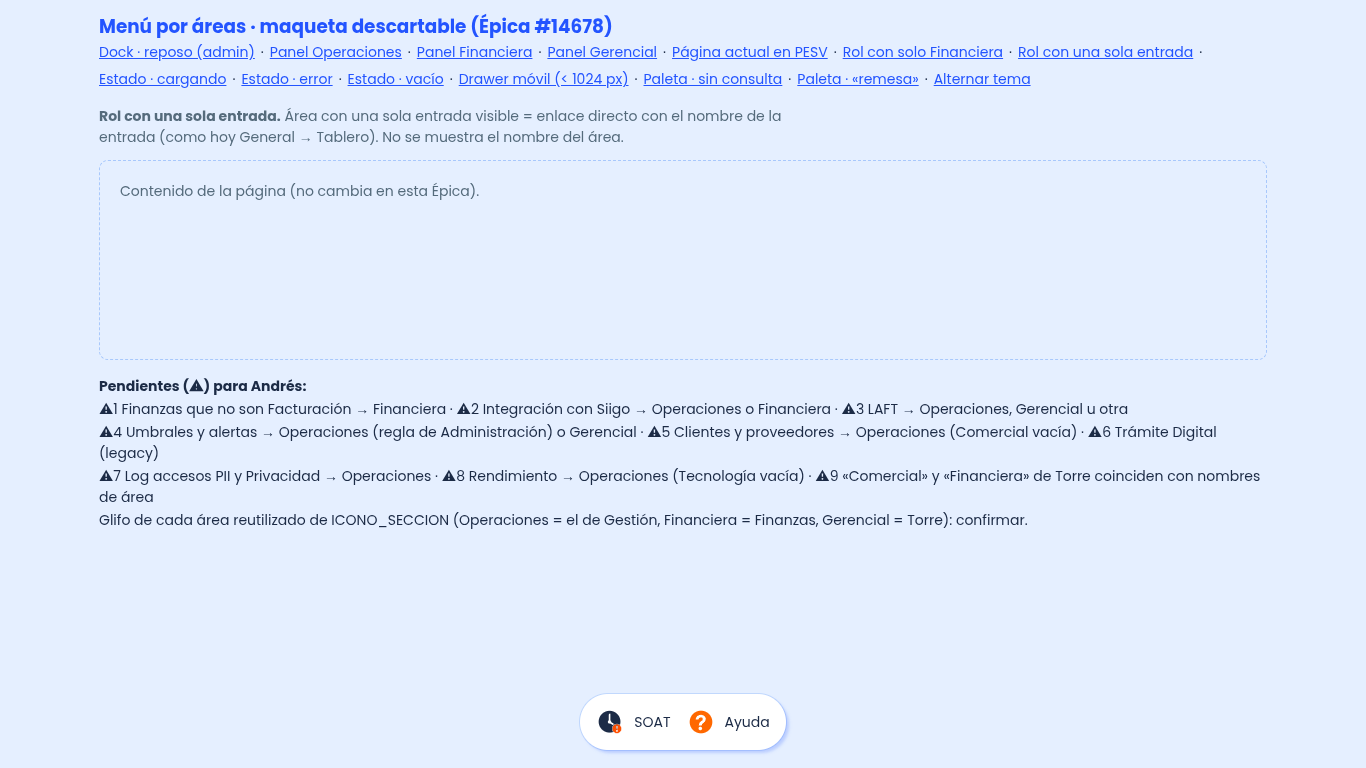 Menú por áreas · maqueta descartable (Épica #14678)
Dock · reposo (admin) · Panel Operaciones · Panel Financiera · Panel Gerencial · Página actual en PESV · Rol con solo Financiera · Rol con una sola entrada ·
Estado · cargando · Estado · error · Estado · vacío · Drawer móvil (< 1024 px) · Paleta · sin consulta · Paleta · «remesa» · Alternar tema
Rol con una sola entrada. Área con una sola entrada visible = enlace directo con el nombre de la
entrada (como hoy General → Tablero). No se muestra el nombre del área.
Contenido de la página (no cambia en esta Épica).
Pendientes (⚠) para Andrés:
⚠1 Finanzas que no son Facturación → Financiera · ⚠2 Integración con Siigo → Operaciones o Financiera · ⚠3 LAFT → Operaciones, Gerencial u otra
⚠4 Umbrales y alertas → Operaciones (regla de Administración) o Gerencial · ⚠5 Clientes y proveedores → Operaciones (Comercial vacía) · ⚠6 Trámite Digital
(legacy)
⚠7 Log accesos PII y Privacidad → Operaciones · ⚠8 Rendimiento → Operaciones (Tecnología vacía) · ⚠9 «Comercial» y «Financiera» de Torre coinciden con nombres
de área
Glifo de cada área reutilizado de ICONO_SECCION (Operaciones = el de Gestión, Financiera = Finanzas, Gerencial = Torre): confirmar.
SOAT ? Ayuda